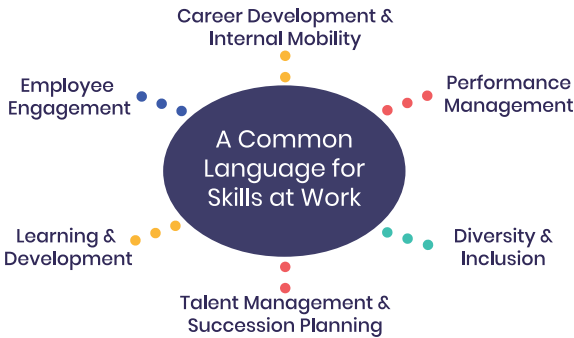 Career Development &
Internal Mobility
Employee
Engagement
Performance
Management
A Common
Language for
Skills at Work
Learning &
Development
Diversity &
Inclusion
Talent Management &
Succession Planning